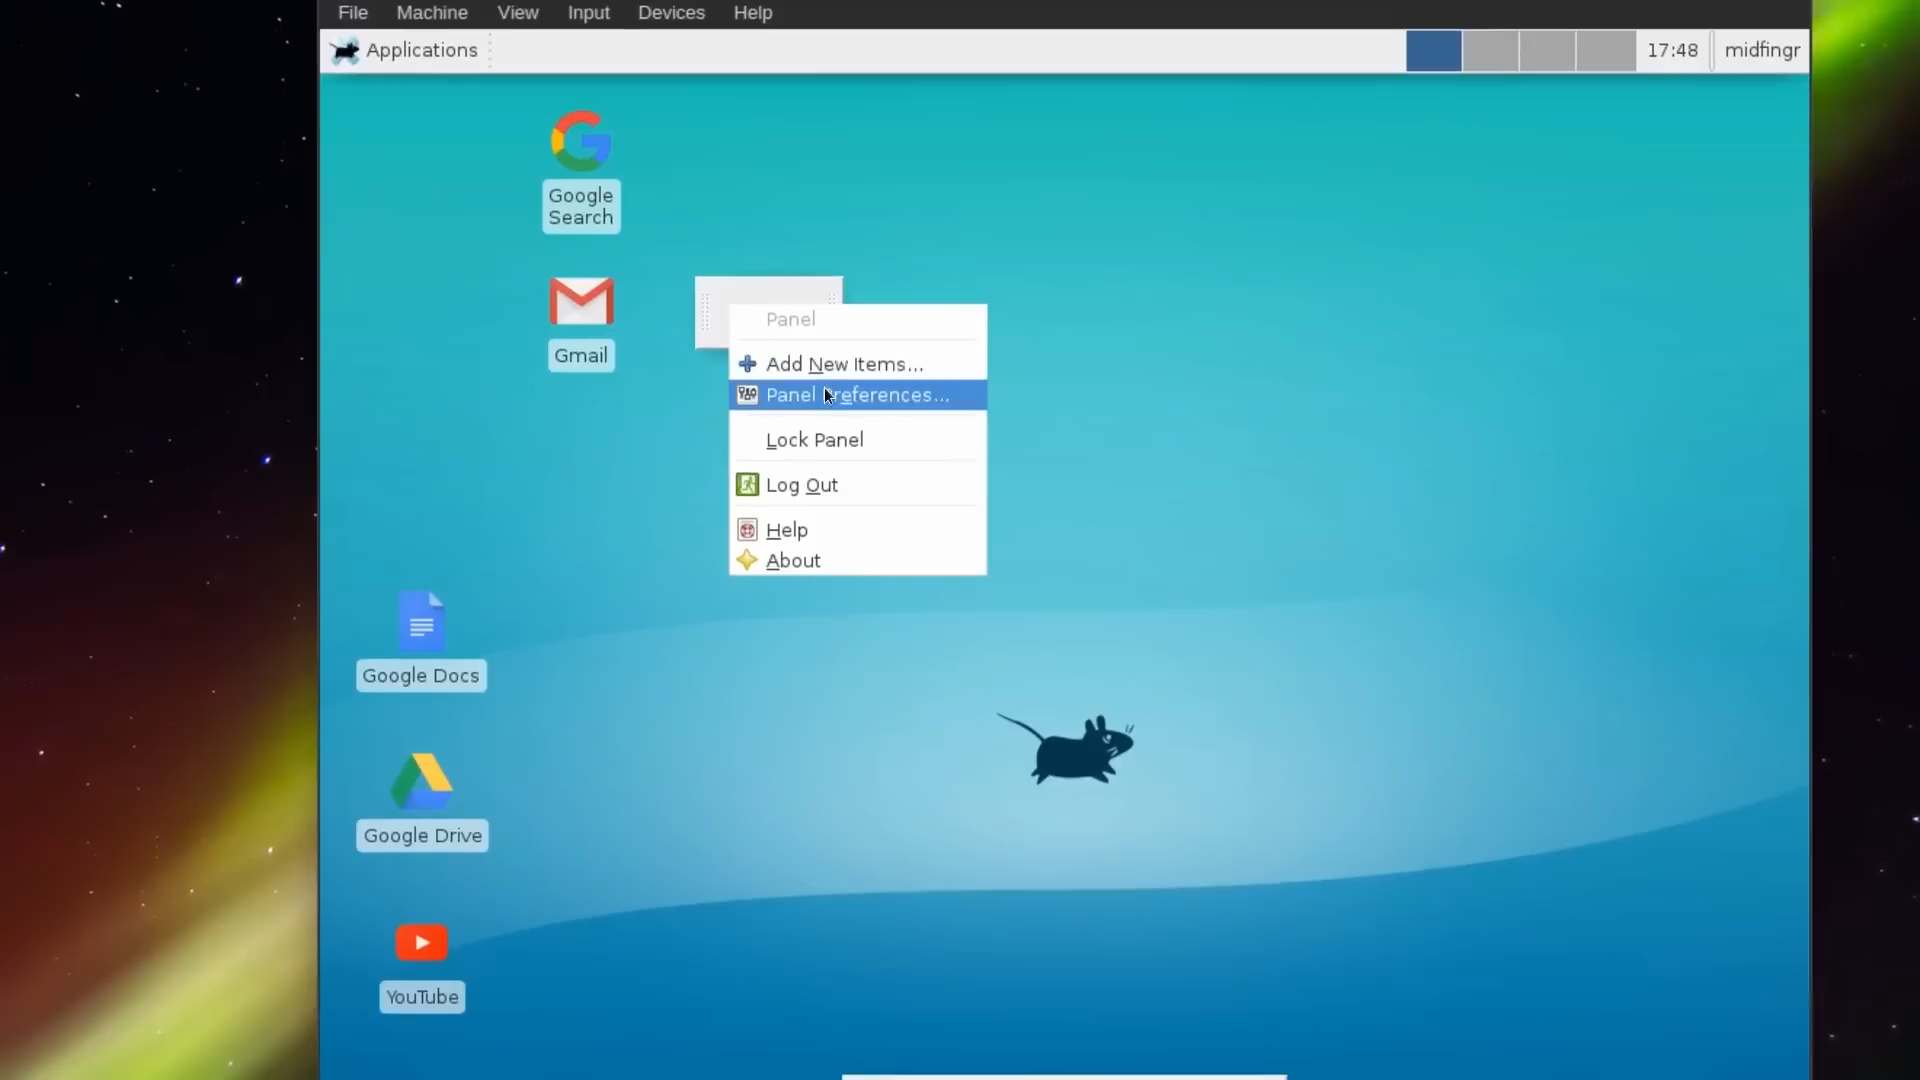 File Machine View Input Devices Help
Applications 17:48 midfingr
Google
Search
Gmail
Panel
Add New Items...
Panel Preferences...
Lock Panel
Log Out
Help
About
Google Docs
Google Drive
YouTube